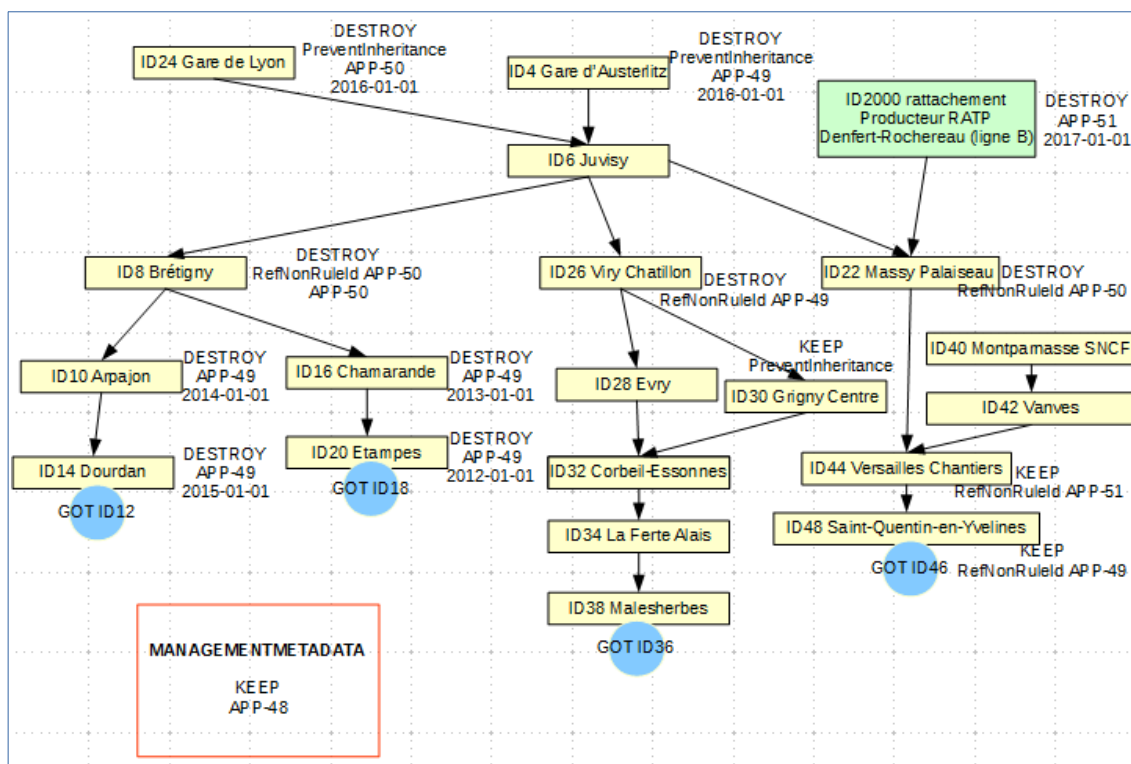 DESTROY
PreventInheritance
APP-50
2016-01-01
ID24 Gare de Lyon
DESTROY
PreventInheritance
APP-49
2016-01-01
ID4 Gare d'Austerlitz
ID2000 rattachement
Producteur RATP
Denfert-Rochereau (ligne B)
DESTROY
APP-51
2017-01-01
ID6 Juvisy
ID8 Brétigny
DESTROY
RefNonRuleId APP-50
APP-50
ID26 Viry Chatillon
DESTROY
RefNonRuleId APP-49
ID22 Massy Palaiseau
DESTROY
RefNonRuleId APP-50
ID10 Arpajon
DESTROY
APP-49
2014-01-01
ID16 Chamarande
DESTROY
APP-49
2013-01-01
ID28 Evry
KEEP
PreventInheritance
ID30 Grigny Centre
ID40 Montparnasse SNCF
ID42 Vanves
ID14 Dourdan
DESTROY
APP-49
2015-01-01
GOT ID12
ID20 Etampes
DESTROY
APP-49
2012-01-01
GOT ID18
ID32 Corbeil-Essonnes
ID44 Versailles Chantiers
KEEP
RefNonRuleId APP-51
ID34 La Ferte Alais
ID48 Saint-Quentin-en-Yvelines
KEEP
RefNonRuleId APP-49
GOT ID46
ID38 Malesherbes
GOT ID36
MANAGEMENTMETADATA
KEEP
APP-48